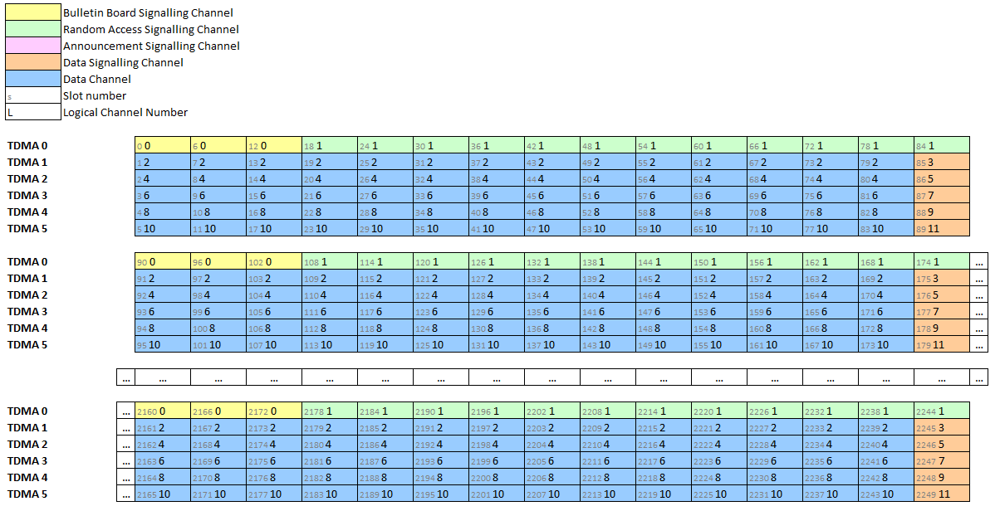 Bulletin Board Signalling Channel
Random Access Signalling Channel
Announcement Signalling Channel
Data Signalling Channel
Data Channel
s Slot number
L Logical Channel Number
TDMA 0 0 0 6 0 12 0 18 1 24 1 30 1 36 1 42 1 48 1 54 1 60 1 66 1 72 1 78 1 84 1
TDMA 1 1 2 7 2 13 2 19 2 25 2 31 2 37 2 43 2 49 2 55 2 61 2 67 2 73 2 79 2 85 3
TDMA 2 2 4 8 4 14 4 20 4 26 4 32 4 38 4 44 4 50 4 56 4 62 4 68 4 74 4 80 4 86 5
TDMA 3 3 6 9 6 15 6 21 6 27 6 33 6 39 6 45 6 51 6 57 6 63 6 69 6 75 6 81 6 87 7
TDMA 4 4 8 10 8 16 8 22 8 28 8 34 8 40 8 46 8 52 8 58 8 64 8 70 8 76 8 82 8 88 9
TDMA 5 5 10 11 10 17 10 23 10 29 10 35 10 41 10 47 10 53 10 59 10 65 10 71 10 77 10 83 10 89 11
TDMA 0 90 0 96 0 102 0 108 1 114 1 120 1 126 1 132 1 138 1 144 1 150 1 156 1 162 1 168 1 174 1 ...
TDMA 1 91 2 97 2 103 2 109 2 115 2 121 2 127 2 133 2 139 2 145 2 151 2 157 2 163 2 169 2 175 3 ...
TDMA 2 92 4 98 4 104 4 110 4 116 4 122 4 128 4 134 4 140 4 146 4 152 4 158 4 164 4 170 4 176 5 ...
TDMA 3 93 6 99 6 105 6 111 6 117 6 123 6 129 6 135 6 141 6 147 6 153 6 159 6 165 6 171 6 177 7 ...
TDMA 4 94 8 100 8 106 8 112 8 118 8 124 8 130 8 136 8 142 8 148 8 154 8 160 8 166 8 172 8 178 9 ...
TDMA 5 95 10 101 10 107 10 113 10 119 10 125 10 131 10 137 10 143 10 149 10 155 10 161 10 167 10 173 10 179 11 ...
... ... ... ... ... ... ... ... ... ... ... ... ... ... ... ... ...
TDMA 0 ... 2160 0 2166 0 2172 0 2178 1 2184 1 2190 1 2196 1 2202 1 2208 1 2214 1 2220 1 2226 1 2232 1 2238 1 2244 1
TDMA 1 ... 2161 2 2167 2 2173 2 2179 2 2185 2 2191 2 2197 2 2203 2 2209 2 2215 2 2221 2 2227 2 2233 2 2239 2 2245 3
TDMA 2 ... 2162 4 2168 4 2174 4 2180 4 2186 4 2192 4 2198 4 2204 4 2210 4 2216 4 2222 4 2228 4 2234 4 2240 4 2246 5
TDMA 3 ... 2163 6 2169 6 2175 6 2181 6 2187 6 2193 6 2199 6 2205 6 2211 6 2217 6 2223 6 2229 6 2235 6 2241 6 2247 7
TDMA 4 ... 2164 8 2170 8 2176 8 2182 8 2188 8 2194 8 2200 8 2206 8 2212 8 2218 8 2224 8 2230 8 2236 8 2242 8 2248 9
TDMA 5 ... 2165 10 2171 10 2177 10 2183 10 2189 10 2195 10 2201 10 2207 10 2213 10 2219 10 2225 10 2231 10 2237 10 2243 10 2249 11